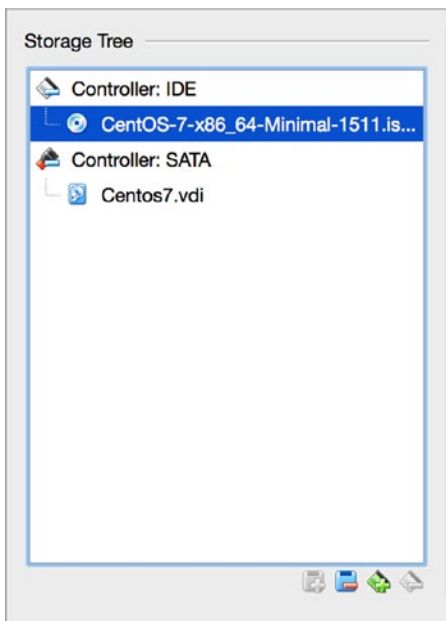 Storage Tree
Controller: IDE
CentOS-7-x86_64-Minimal-1511.is...
Controller: SATA
Centos7.vdi